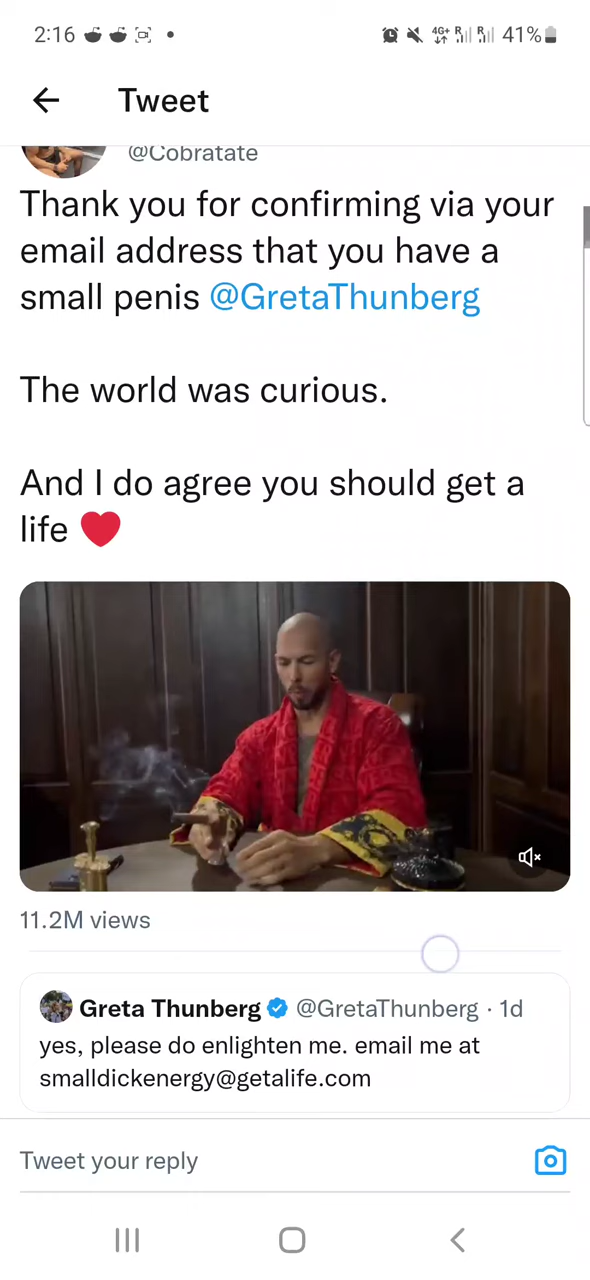 2:16 4G+ R R 41%
Tweet
@Cobratate
Thank you for confirming via your
email address that you have a
small penis @GretaThunberg
The world was curious.
And I do agree you should get a
life
11.2M views
Greta Thunberg @GretaThunberg · 1d
yes, please do enlighten me. email me at
smalldickenergy@getalife.com
Tweet your reply